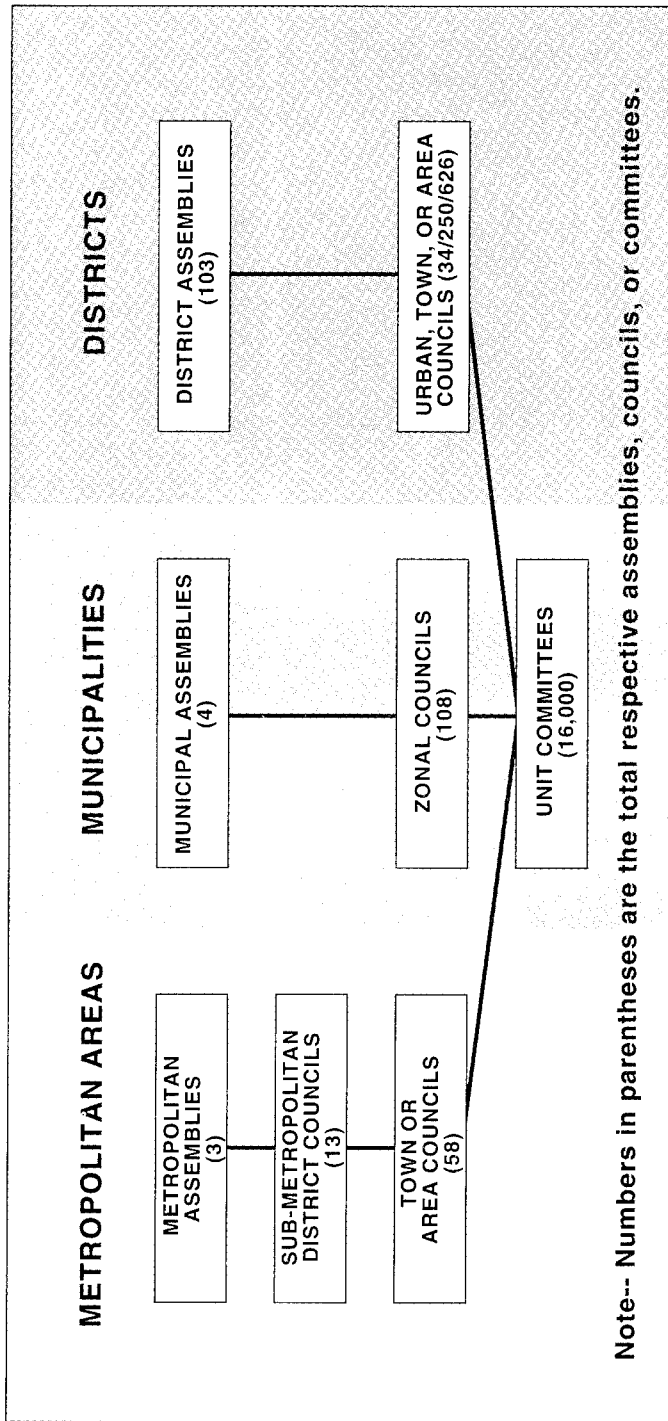 METROPOLITAN AREAS
METROPOLITAN
ASSEMBLIES
(3)
SUB-METROPOLITAN
DISTRICT COUNCILS
(13)
TOWN OR
AREA COUNCILS
(58)
MUNICIPALITIES
MUNICIPAL ASSEMBLIES
(4)
ZONAL COUNCILS
(108)
UNIT COMMITTEES
(16,000)
DISTRICTS
DISTRICT ASSEMBLIES
(103)
URBAN, TOWN, OR AREA
COUNCILS (34/250/626)
Note-- Numbers in parentheses are the total respective assemblies, councils, or committees.